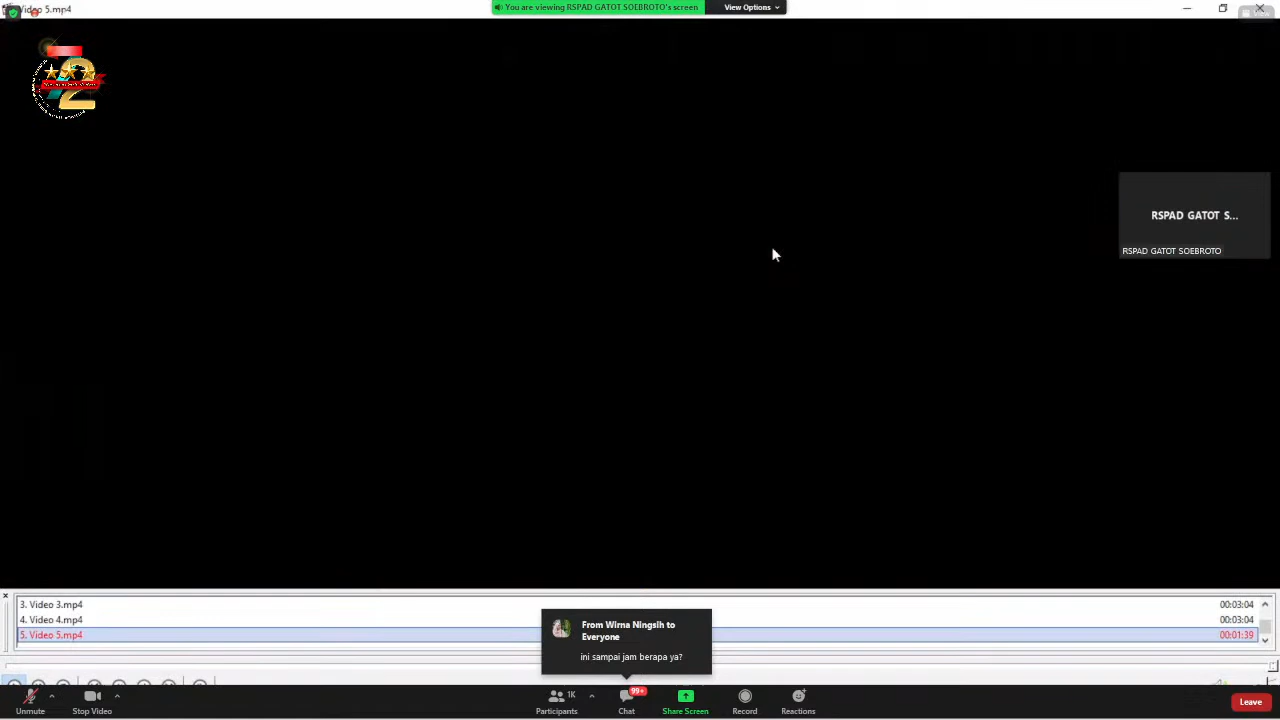 Video 5.mp4
You are viewing RSPAD GATOT SOEBROTO's screen
View Options
View
72
RSPAD GATOT S...
RSPAD GATOT SOEBROTO
3. Video 3.mp4 00:03:04
4. Video 4.mp4 00:03:04
5. Video 5.mp4 00:01:39
From Wirna Ningsih to
Everyone
ini sampai jam berapa ya?
99+
1K
Unmute
Stop Video
Participants
Chat
Share Screen
Record
Reactions
Leave